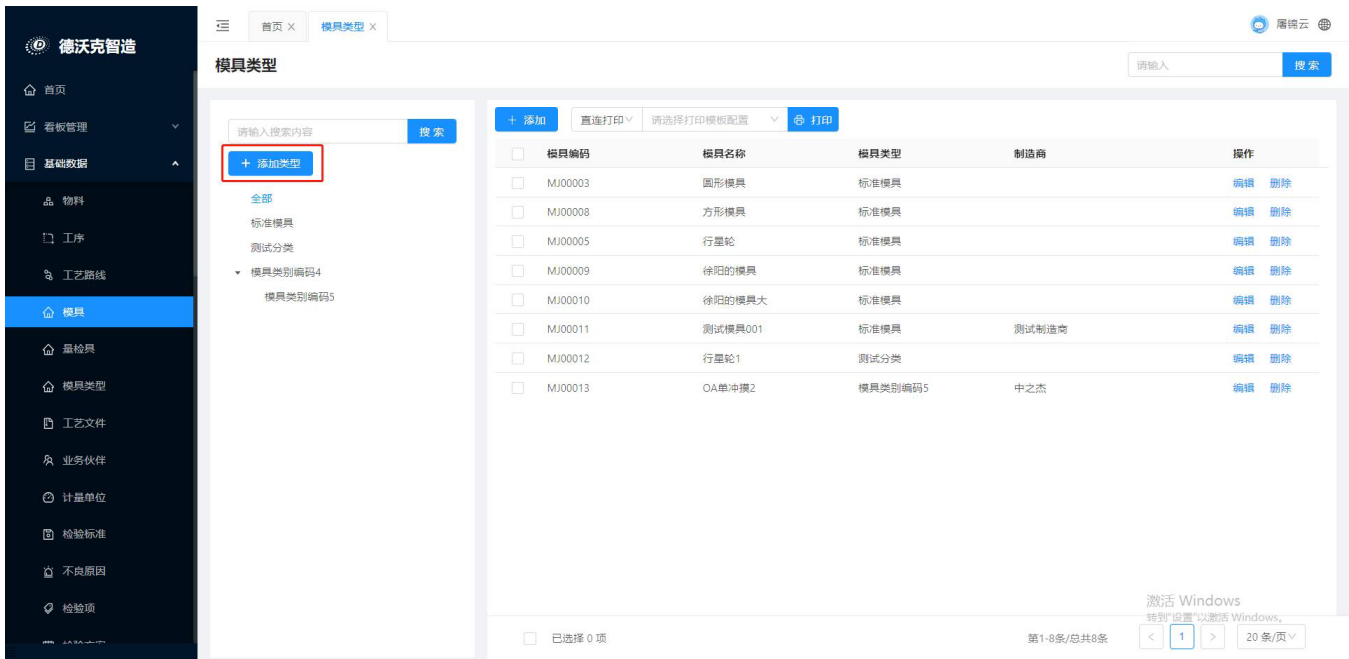 德沃克智造
首页
看板管理
基础数据
物料
工序
工艺路线
模具
量检具
模具类型
工艺文件
业务伙伴
计量单位
检验标准
不良原因
检验项
首页 × 模具类型 × 屠锦云
模具类型 请输入 搜索
请输入搜索内容 搜索
+ 添加类型
全部
标准模具
测试分类
模具类别编码4
模具类别编码5
+ 添加 直连打印 请选择打印模板配置 打印
模具编码 模具名称 模具类型 制造商 操作
MJ00003 圆形模具 标准模具 编辑 删除
MJ00008 方形模具 标准模具 编辑 删除
MJ00005 行星轮 标准模具 编辑 删除
MJ00009 徐阳的模具 标准模具 编辑 删除
MJ00010 徐阳的模具大 标准模具 编辑 删除
MJ00011 测试模具001 标准模具 测试制造商 编辑 删除
MJ00012 行星轮1 测试分类 编辑 删除
MJ00013 OA单冲摸2 模具类别编码5 中之杰 编辑 删除
激活 Windows
转到"设置"以激活 Windows。
已选择 0 项 第1-8条/总共8条 < 1 > 20 条/页